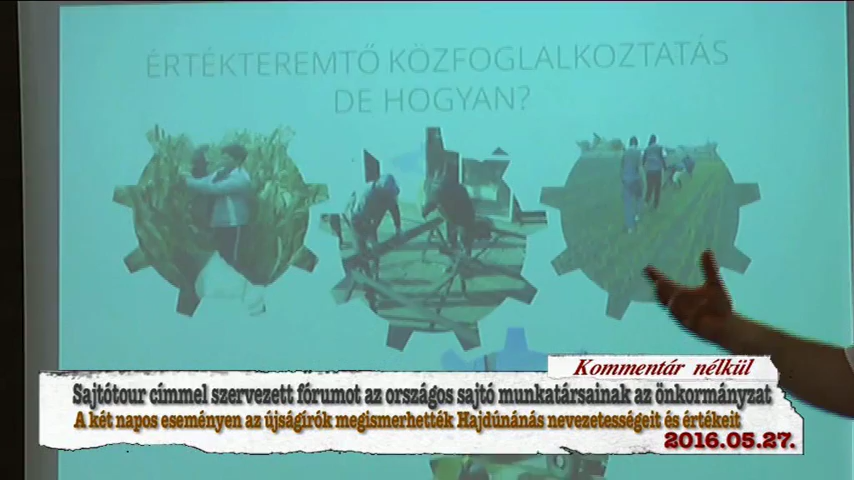 ÉRTÉKTEREMTŐ KÖZFOGLALKOZTATÁS
DE HOGYAN?
Kommentár nélkül
Sajtótour címmel szervezett fórumot az országos sajtó munkatársainak az önkormányzat
A két napos eseményen az újságírók megismerhették Hajdúnánás nevezetességeit és értékeit
2016.05.27.